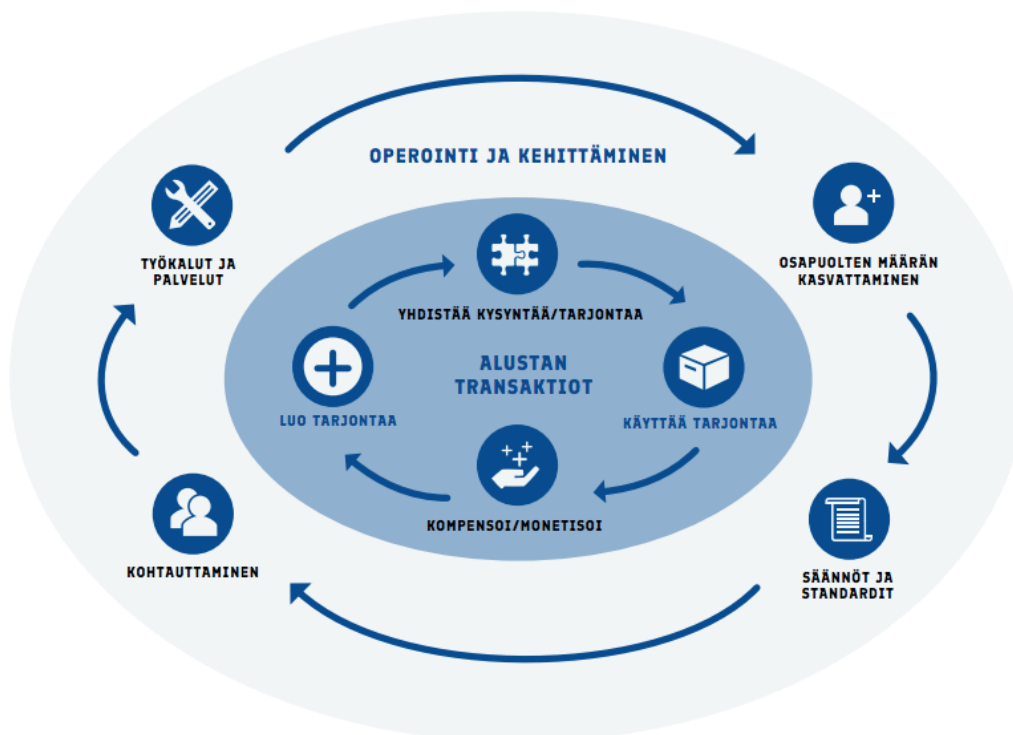 OPEROINTI JA KEHITTÄMINEN
TYÖKALUT JA
PALVELUT
OSAPUOLTEN MÄÄRÄN
KASVATTAMINEN
YHDISTÄÄ KYSYNTÄÄ/TARJONTAA
ALUSTAN
TRANSAKTIOT
LUO TARJONTAA
KÄYTTÄÄ TARJONTAA
KOMPENSOI/MONETISOI
KOHTAUTTAMINEN
SÄÄNNÖT JA
STANDARDIT